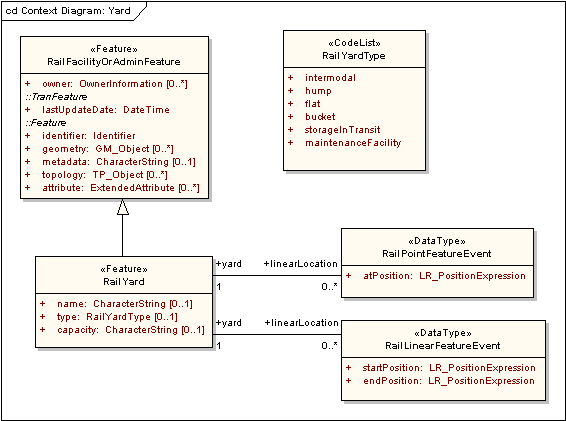 cd Context Diagram: Yard
«Feature»
RailFacilityOrAdminFeature
+ owner: OwnerInformation [0..*]
::TranFeature
+ lastUpdateDate: DateTime
::Feature
+ identifier: Identifier
+ geometry: GM_Object [0..*]
+ metadata: CharacterString [0..1]
+ topology: TP_Object [0..*]
+ attribute: ExtendedAttribute [0..*]
«CodeList»
RailYardType
+ intermodal
+ hump
+ flat
+ bucket
+ storageInTransit
+ maintenanceFacility
«Feature»
RailYard
+ name: CharacterString [0..1]
+ type: RailYardType [0..1]
+ capacity: CharacterString [0..1]
+yard +linearLocation
1 0..*
«DataType»
RailPointFeatureEvent
+ atPosition: LR_PositionExpression
+yard +linearLocation
1 0..*
«DataType»
RailLinearFeatureEvent
+ startPosition: LR_PositionExpression
+ endPosition: LR_PositionExpression